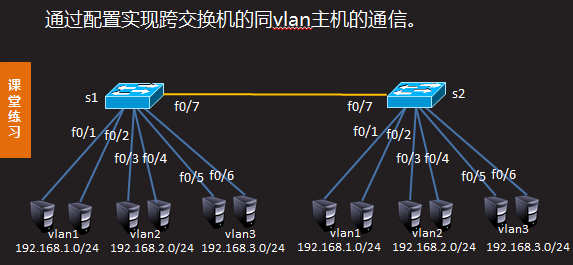 通过配置实现跨交换机的同vlan主机的通信。
课堂练习
s1
s2
f0/7
f0/7
f0/1
f0/2
f0/3
f0/4
f0/5
f0/6
f0/1
f0/2
f0/3
f0/4
f0/5
f0/6
vlan1
vlan2
vlan3
vlan1
vlan2
vlan3
192.168.1.0/24
192.168.2.0/24
192.168.3.0/24
192.168.1.0/24
192.168.2.0/24
192.168.3.0/24